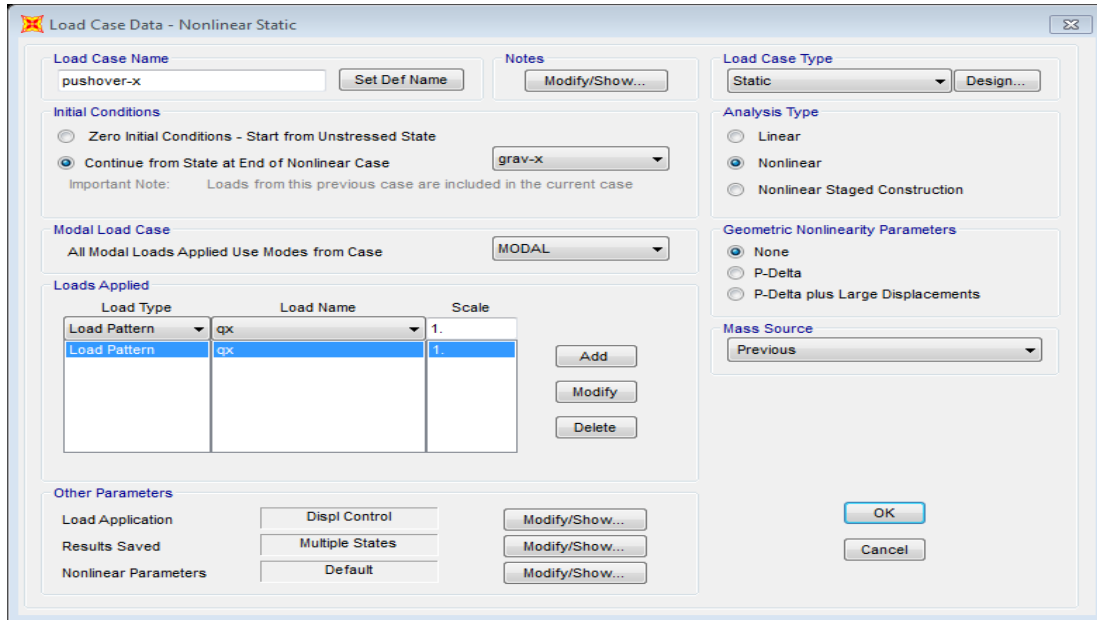 Load Case Data - Nonlinear Static
Load Case Name
pushover-x
Set Def Name
Notes
Modify/Show...
Load Case Type
Static
Design...
Initial Conditions
Zero Initial Conditions - Start from Unstressed State
Continue from State at End of Nonlinear Case
grav-x
Important Note: Loads from this previous case are included in the current case
Analysis Type
Linear
Nonlinear
Nonlinear Staged Construction
Modal Load Case
All Modal Loads Applied Use Modes from Case
MODAL
Geometric Nonlinearity Parameters
None
P-Delta
P-Delta plus Large Displacements
Loads Applied
Load Type Load Name Scale
Load Pattern qx 1.
Load Pattern qx 1.
Add
Modify
Delete
Mass Source
Previous
Other Parameters
Load Application Displ Control Modify/Show...
Results Saved Multiple States Modify/Show...
Nonlinear Parameters Default Modify/Show...
OK
Cancel